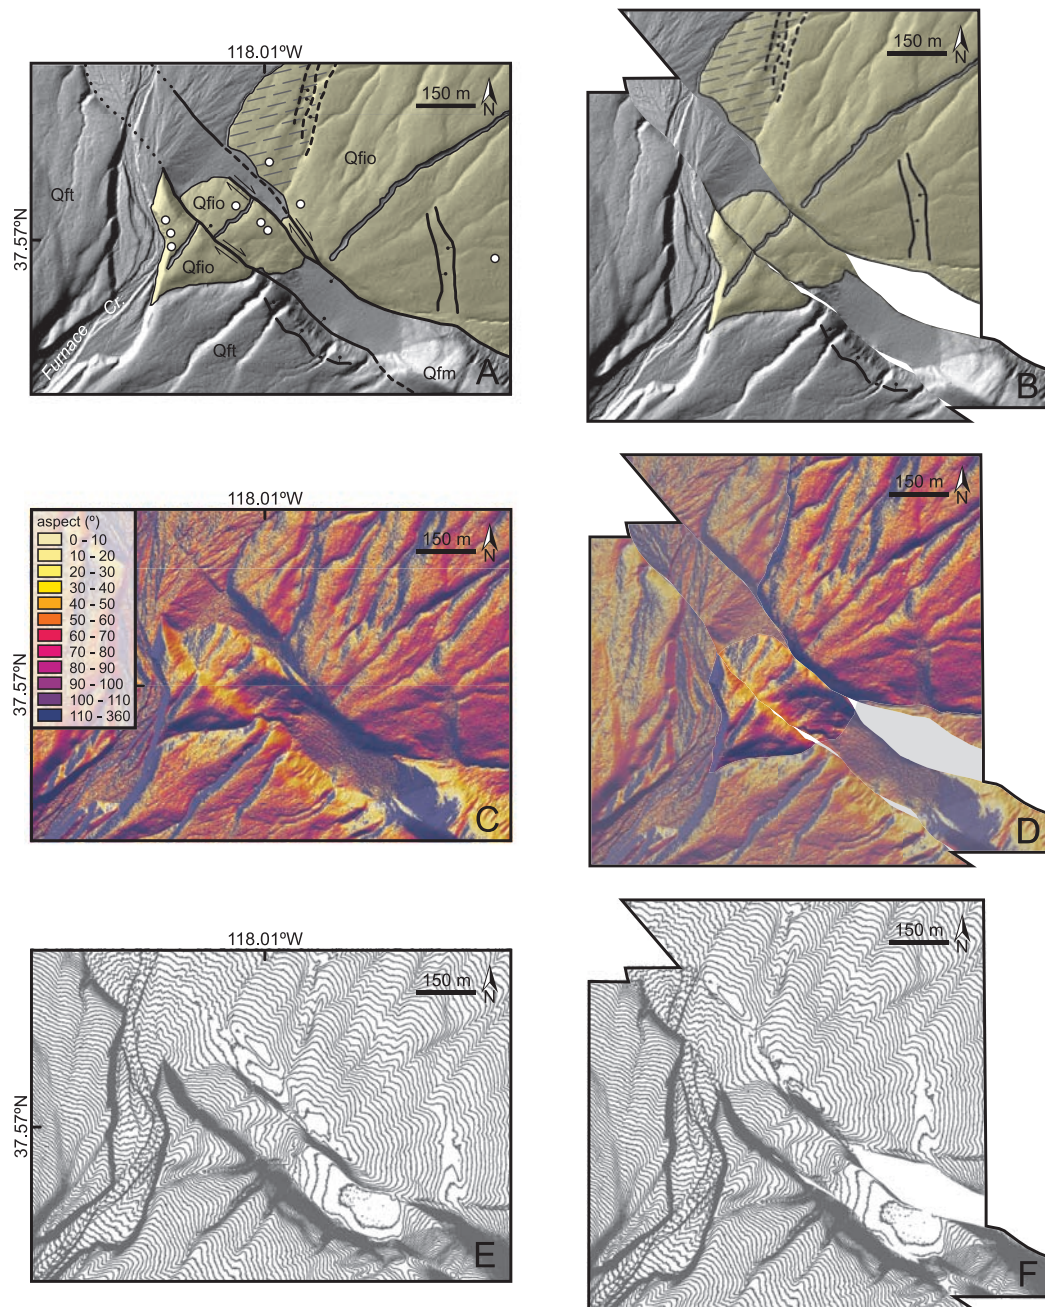 118.01ºW
150 m
N
Qfio
Qft
Qfio
Qfio
37.57ºN
Furnace Cr.
Qft
Qfm
A
150 m
N
B
118.01ºW
aspect (º)
0 - 10
10 - 20
20 - 30
30 - 40
40 - 50
50 - 60
60 - 70
70 - 80
80 - 90
90 - 100
100 - 110
110 - 360
150 m
N
37.57ºN
C
150 m
N
D
118.01ºW
150 m
N
37.57ºN
E
150 m
N
F